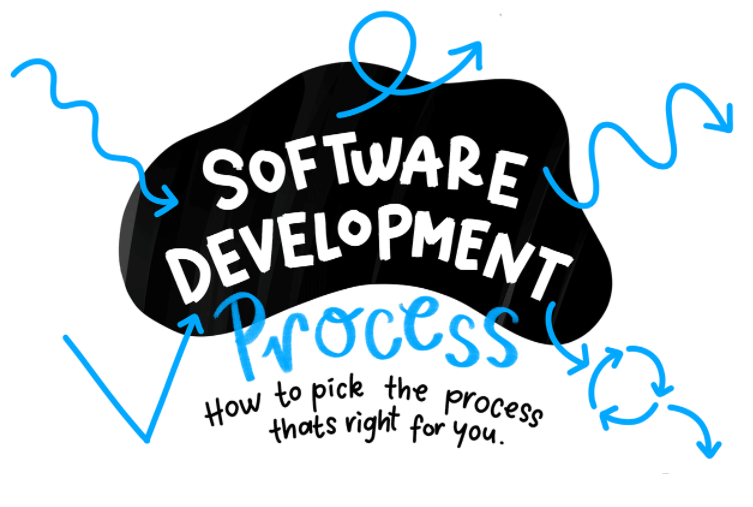 SOFTWARE
DEVELOPMENT
Process
How to pick the process
thats right for you.